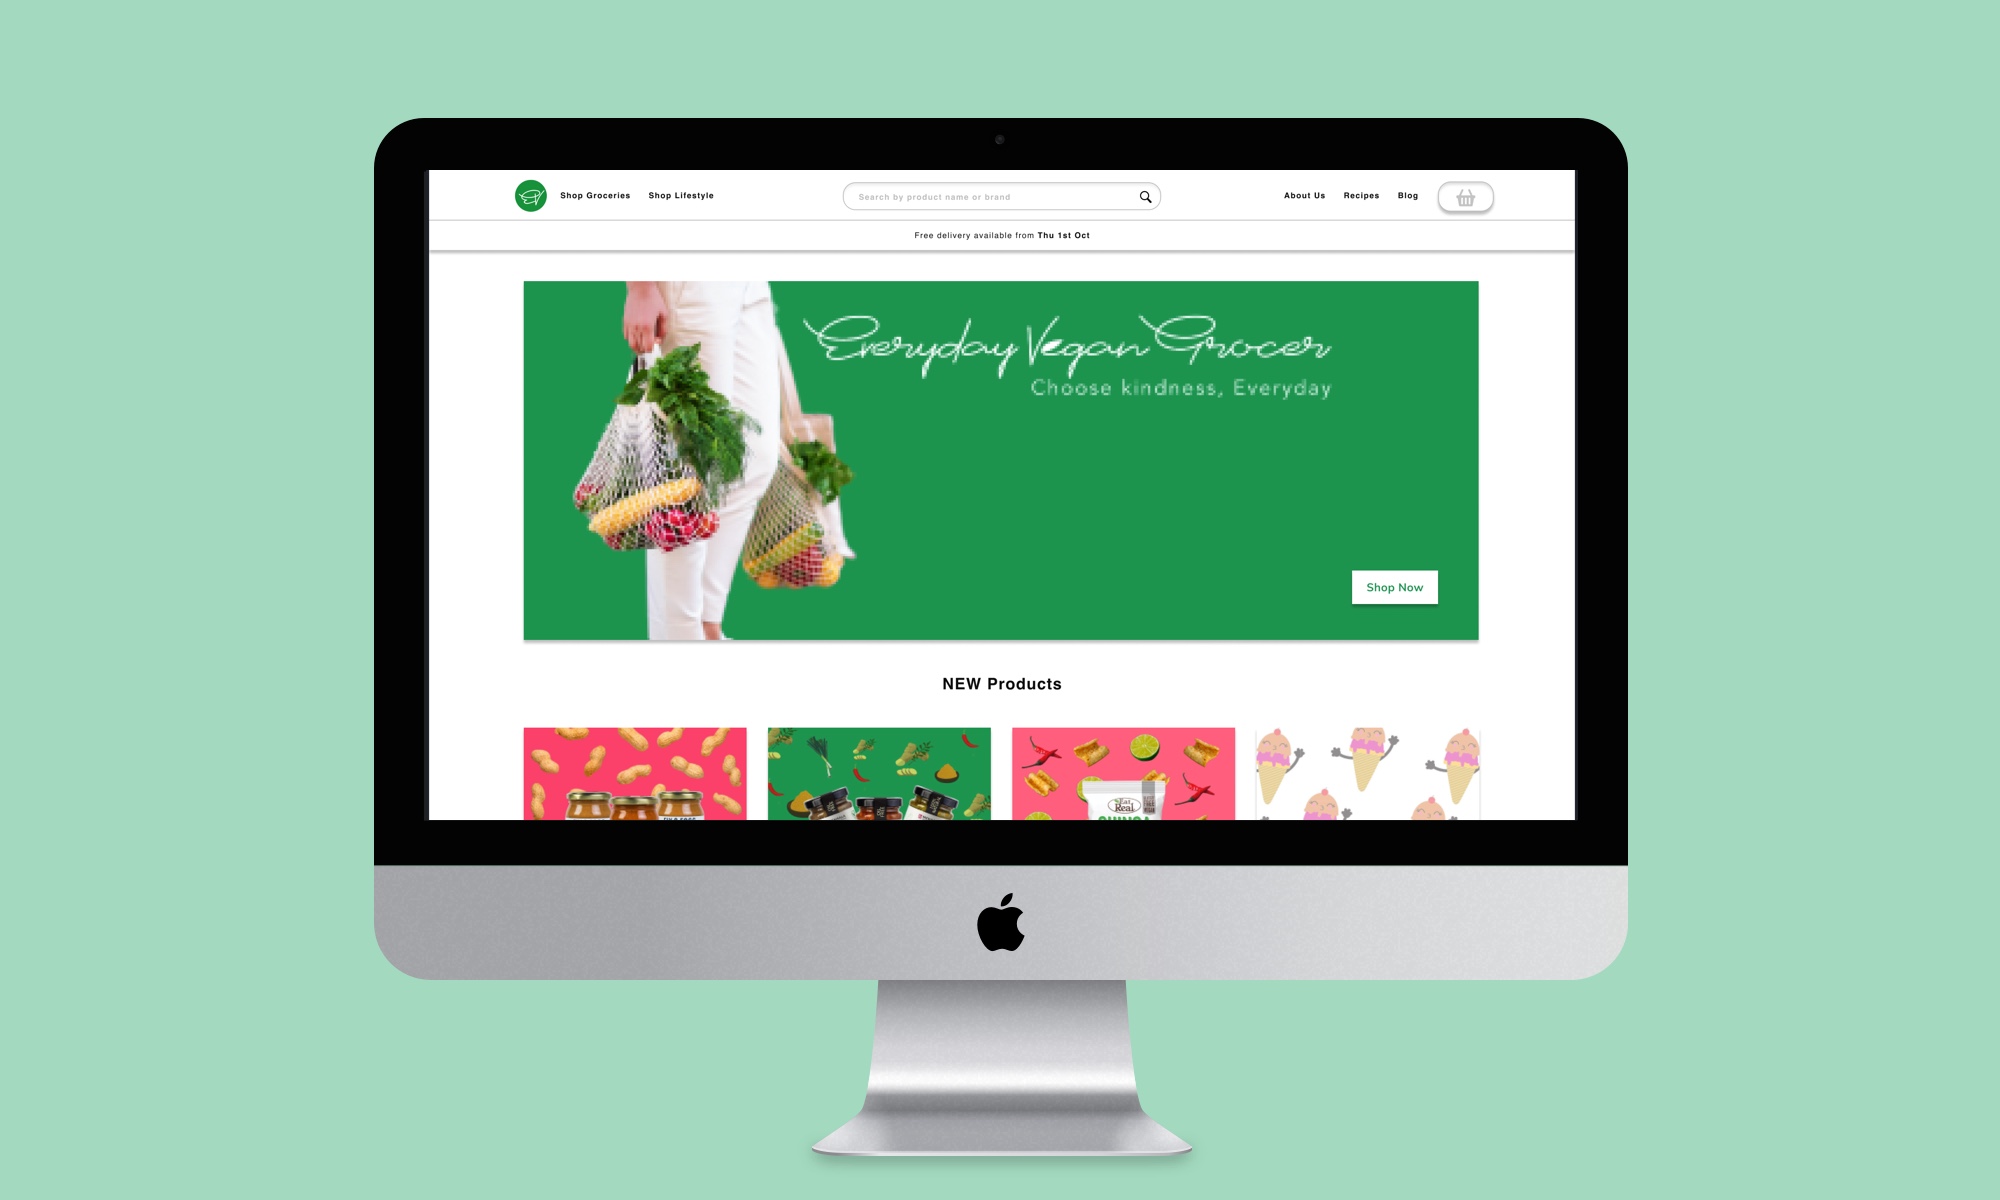 Shop Groceries
Shop Lifestyle
Search by product name or brand
About Us
Recipes
Blog
Free delivery available from Thu 1st Oct
Everyday Vegan Grocer
Choose kindness, Everyday
Shop Now
NEW Products
Eat
Real